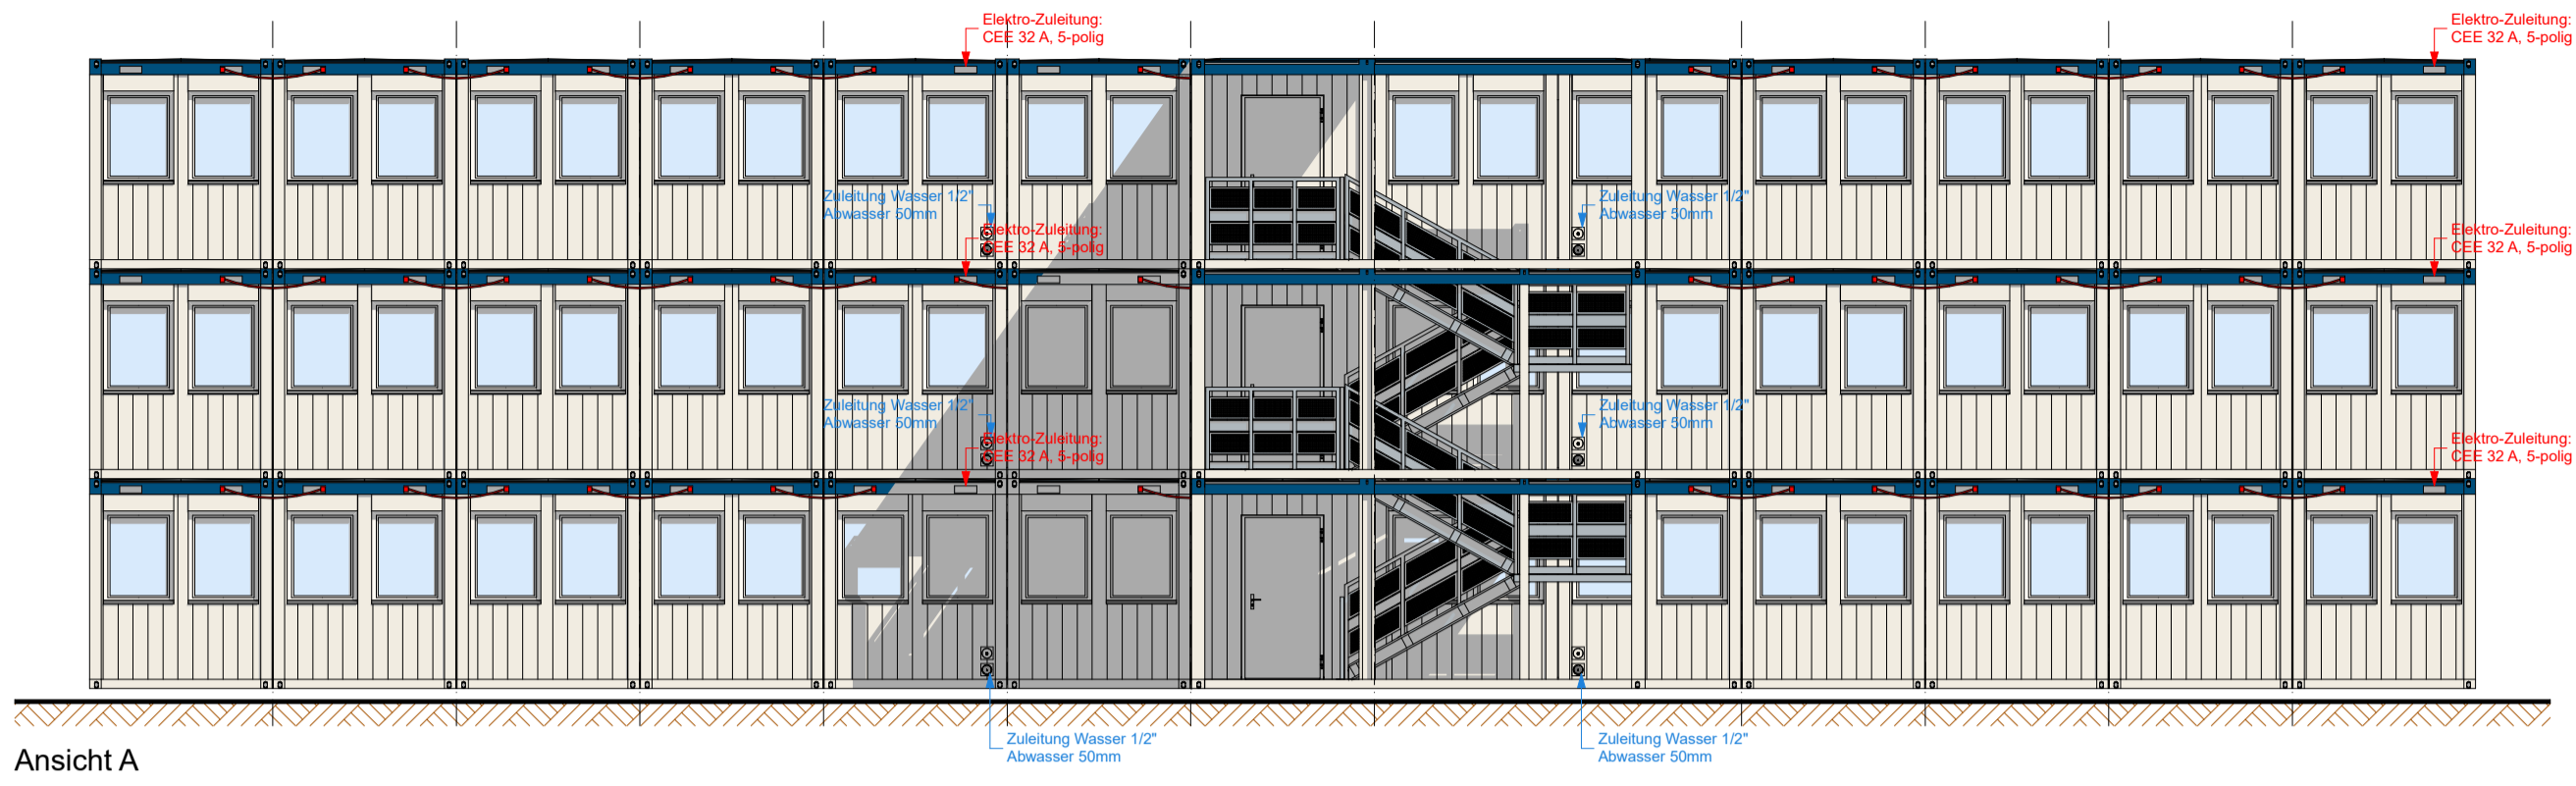 Elektro-Zuleitung:
CEE 32 A, 5-polig
Elektro-Zuleitung:
CEE 32 A, 5-polig
Zuleitung Wasser 1/2"
Abwasser 50mm
Zuleitung Wasser 1/2"
Abwasser 50mm
Elektro-Zuleitung:
CEE 32 A, 5-polig
Elektro-Zuleitung:
CEE 32 A, 5-polig
Zuleitung Wasser 1/2"
Abwasser 50mm
Zuleitung Wasser 1/2"
Abwasser 50mm
Elektro-Zuleitung:
CEE 32 A, 5-polig
Elektro-Zuleitung:
CEE 32 A, 5-polig
Zuleitung Wasser 1/2"
Abwasser 50mm
Zuleitung Wasser 1/2"
Abwasser 50mm
Ansicht A